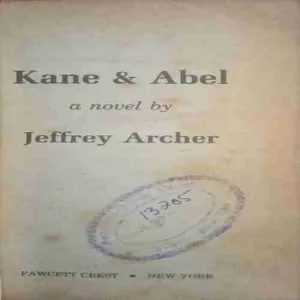 Kane & Abel
a novel by
Jeffrey Archer
13205
FAWCETT CREST • NEW YORK